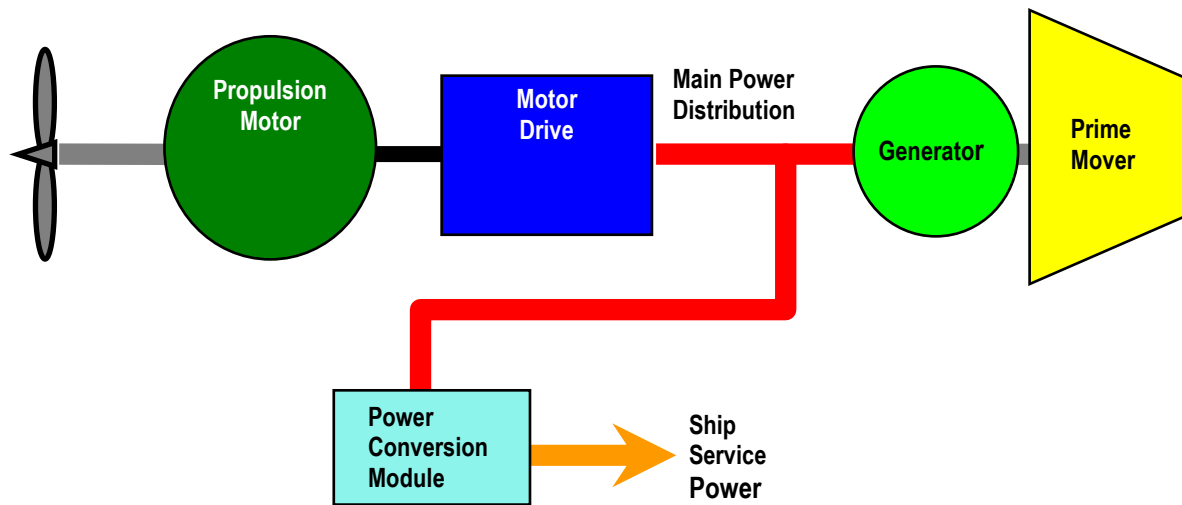 Propulsion
Motor
Motor
Drive
Main Power
Distribution
Generator
Prime
Mover
Power
Conversion
Module
Ship
Service
Power